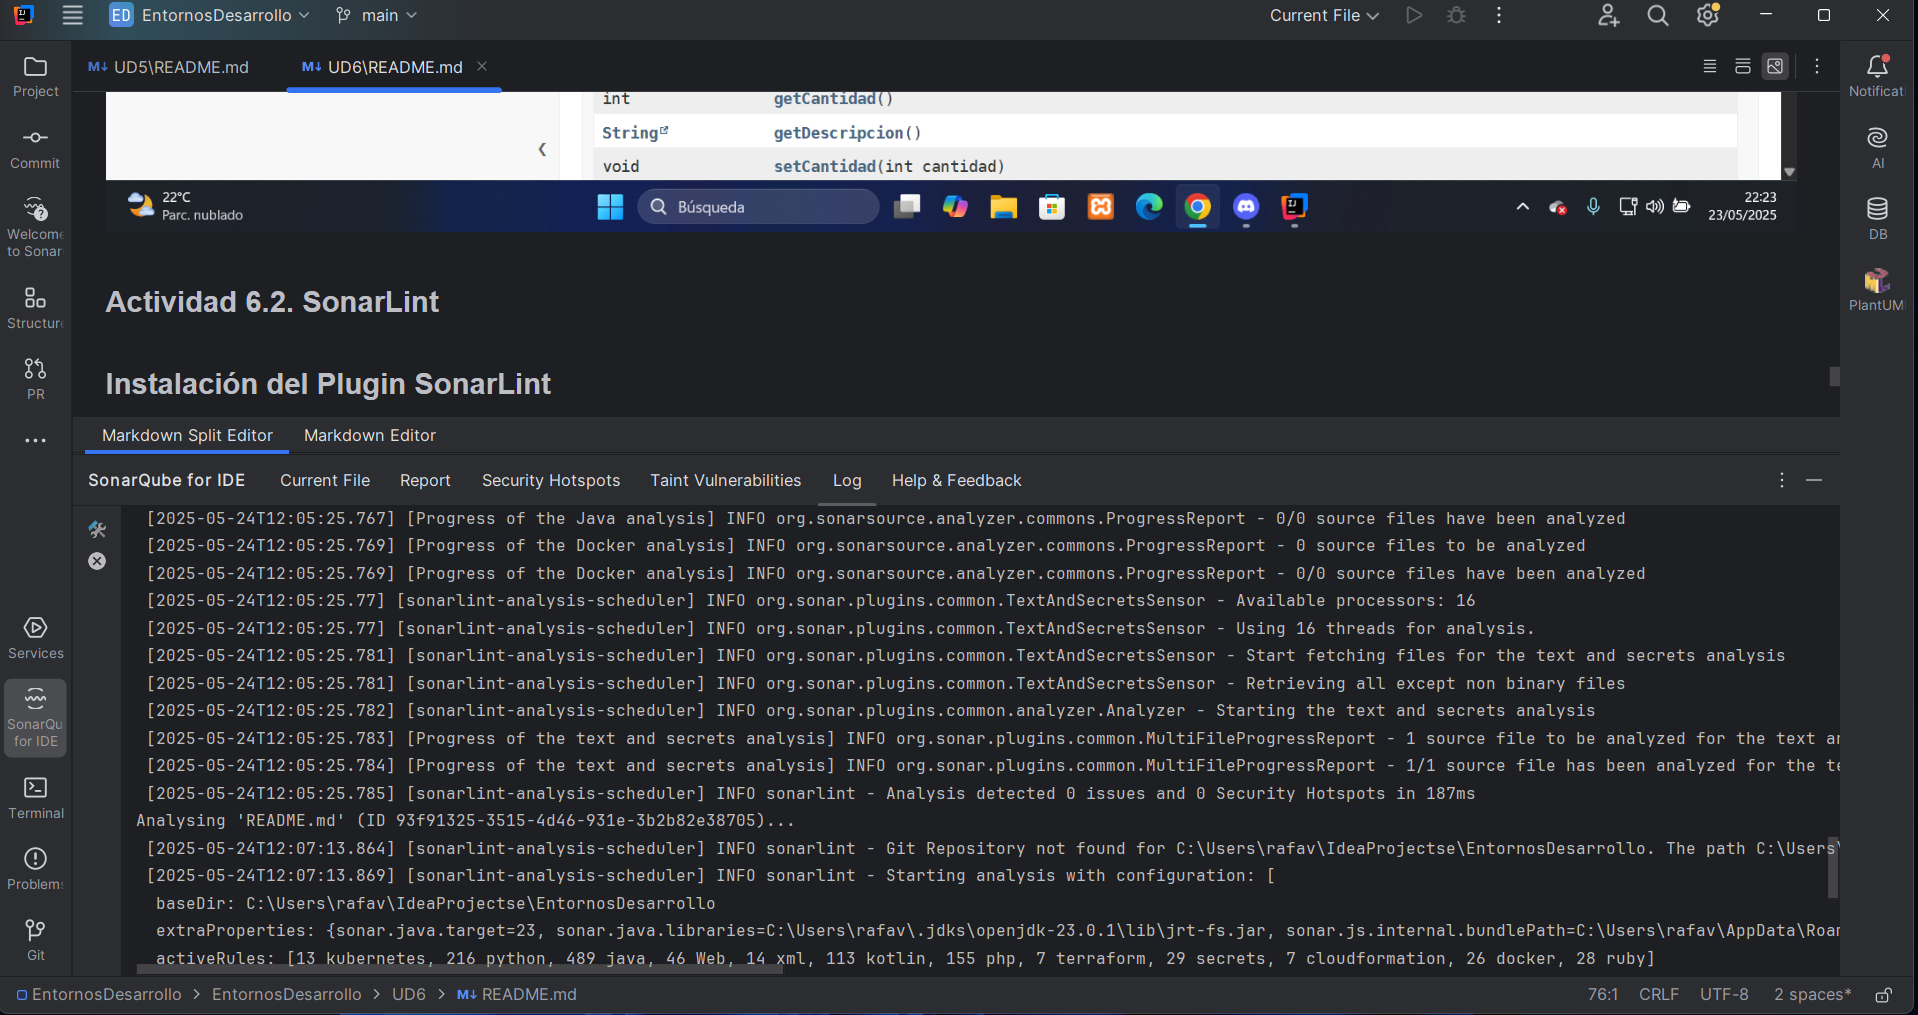 ED EntornosDesarrollo main Current File
UD5\README.md UD6\README.md
Project
Commit
Welcome
to Sonar
Structure
PR
int getCantidad()
String getDescripcion()
void setCantidad(int cantidad)
22°C
Parc. nublado
Búsqueda
22:23
23/05/2025
Actividad 6.2. SonarLint
Instalación del Plugin SonarLint
Markdown Split Editor Markdown Editor
SonarQube for IDE Current File Report Security Hotspots Taint Vulnerabilities Log Help & Feedback
[2025-05-24T12:05:25.767] [Progress of the Java analysis] INFO org.sonarsource.analyzer.commons.ProgressReport - 0/0 source files have been analyzed
[2025-05-24T12:05:25.769] [Progress of the Docker analysis] INFO org.sonarsource.analyzer.commons.ProgressReport - 0 source files to be analyzed
[2025-05-24T12:05:25.769] [Progress of the Docker analysis] INFO org.sonarsource.analyzer.commons.ProgressReport - 0/0 source files have been analyzed
[2025-05-24T12:05:25.77] [sonarlint-analysis-scheduler] INFO org.sonar.plugins.common.TextAndSecretsSensor - Available processors: 16
[2025-05-24T12:05:25.77] [sonarlint-analysis-scheduler] INFO org.sonar.plugins.common.TextAndSecretsSensor - Using 16 threads for analysis.
[2025-05-24T12:05:25.781] [sonarlint-analysis-scheduler] INFO org.sonar.plugins.common.TextAndSecretsSensor - Start fetching files for the text and secrets analysis
[2025-05-24T12:05:25.781] [sonarlint-analysis-scheduler] INFO org.sonar.plugins.common.TextAndSecretsSensor - Retrieving all except non binary files
[2025-05-24T12:05:25.782] [sonarlint-analysis-scheduler] INFO org.sonar.plugins.common.analyzer.Analyzer - Starting the text and secrets analysis
[2025-05-24T12:05:25.783] [Progress of the text and secrets analysis] INFO org.sonar.plugins.common.MultiFileProgressReport - 1 source file to be analyzed for the text an
[2025-05-24T12:05:25.784] [Progress of the text and secrets analysis] INFO org.sonar.plugins.common.MultiFileProgressReport - 1/1 source file has been analyzed for the te
[2025-05-24T12:05:25.785] [sonarlint-analysis-scheduler] INFO sonarlint - Analysis detected 0 issues and 0 Security Hotspots in 187ms
Analysing 'README.md' (ID 93f91325-3515-4d46-931e-3b2b82e38705)...
[2025-05-24T12:07:13.864] [sonarlint-analysis-scheduler] INFO sonarlint - Git Repository not found for C:\Users\rafav\IdeaProjectse\EntornosDesarrollo. The path C:\Users\
[2025-05-24T12:07:13.869] [sonarlint-analysis-scheduler] INFO sonarlint - Starting analysis with configuration: [
baseDir: C:\Users\rafav\IdeaProjectse\EntornosDesarrollo
extraProperties: {sonar.java.target=23, sonar.java.libraries=C:\Users\rafav\.jdks\openjdk-23.0.1\lib\jrt-fs.jar, sonar.js.internal.bundlePath=C:\Users\rafav\AppData\Roam
activeRules: [13 kubernetes, 216 python, 489 java, 46 Web, 14 xml, 113 kotlin, 155 php, 7 terraform, 29 secrets, 7 cloudformation, 26 docker, 28 ruby]
Services
SonarQu
for IDE
Terminal
Problems
Git
Notificat
AI
DB
PlantUM
EntornosDesarrollo > EntornosDesarrollo > UD6 > README.md 76:1 CRLF UTF-8 2 spaces*